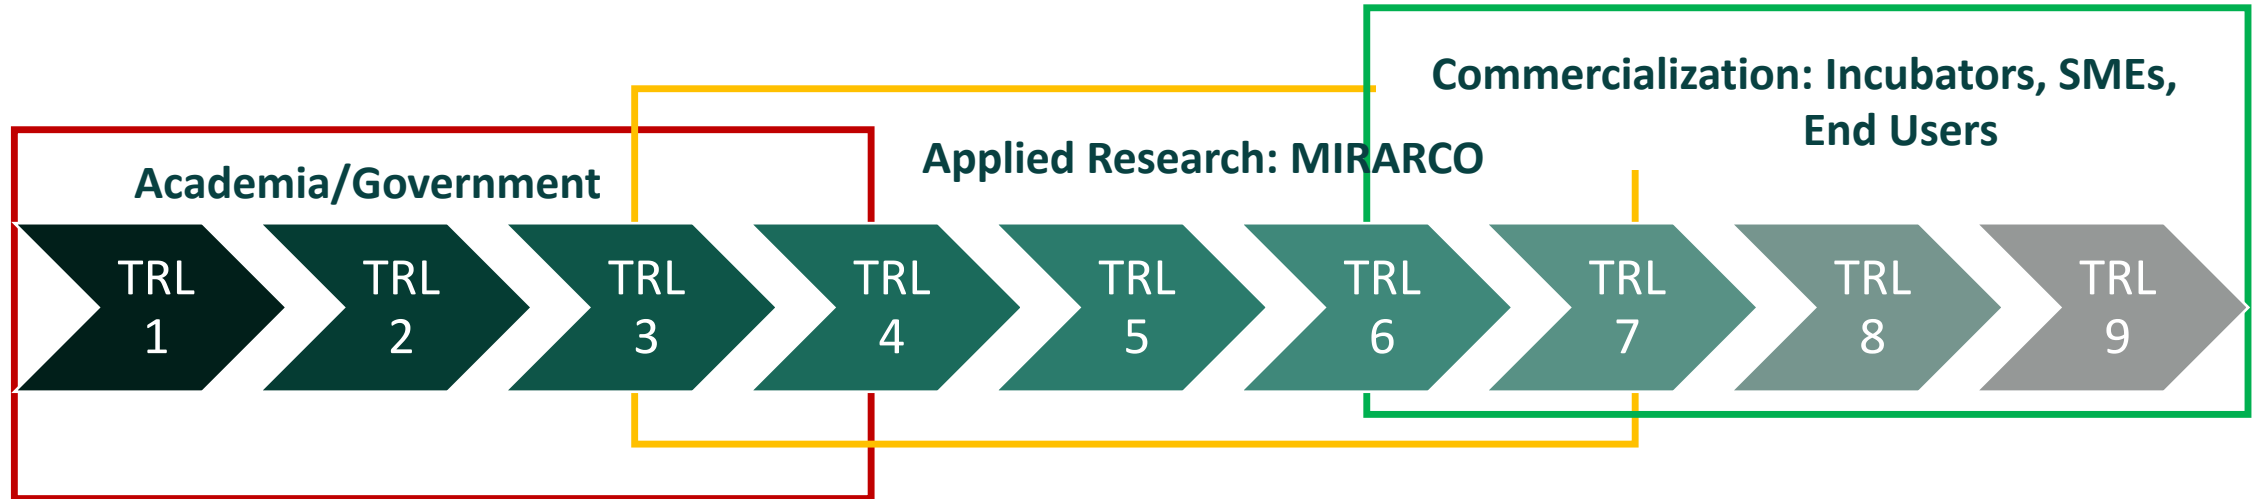 Commercialization: Incubators, SMEs,
End Users
Applied Research: MIRARCO
Academia/Government
TRL
1
TRL
2
TRL
3
TRL
4
TRL
5
TRL
6
TRL
7
TRL
8
TRL
9